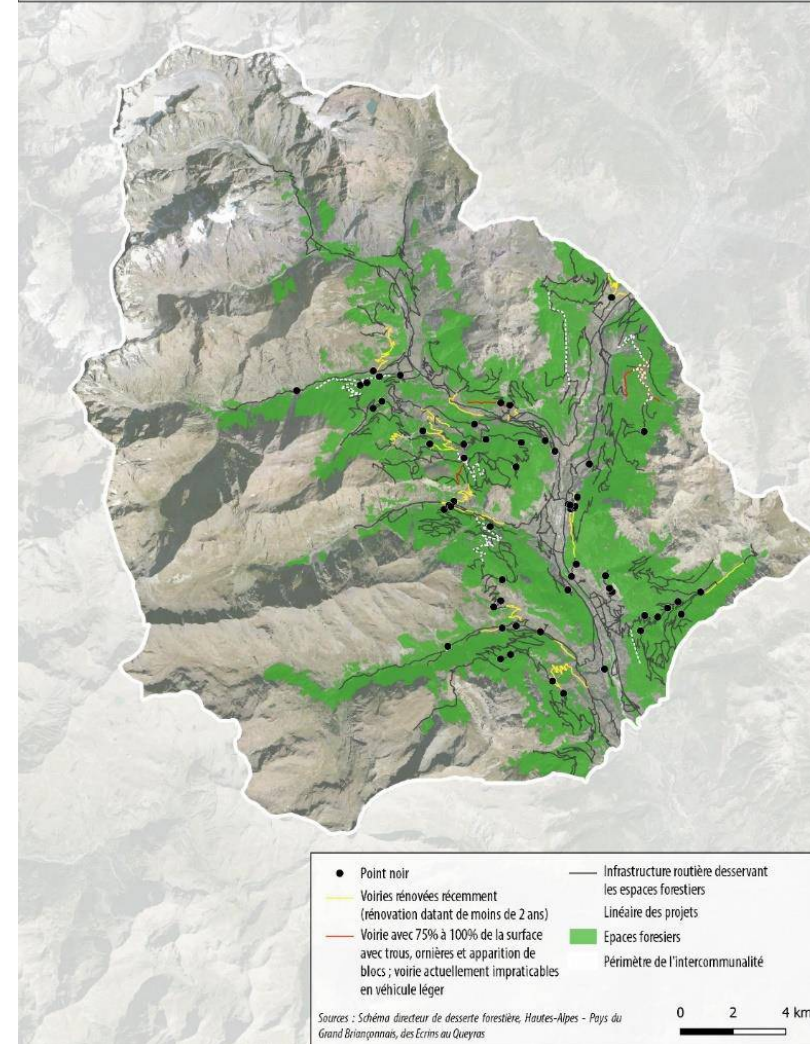 Point noir
Voiries rénovées récemment
(rénovation datant de moins de 2 ans)
Voirie avec 75% à 100% de la surface
avec trous, ornières et apparition de
blocs ; voirie actuellement impraticables
en véhicule léger
Infrastructure routière desservant
les espaces forestiers
Linéaire des projets
Epaces foresiers
Périmètre de l'intercommunalité
Sources : Schéma directeur de desserte forestière, Hautes-Alpes - Pays du
Grand Briançonnais, des Ecrins au Queyras
0 2 4 km